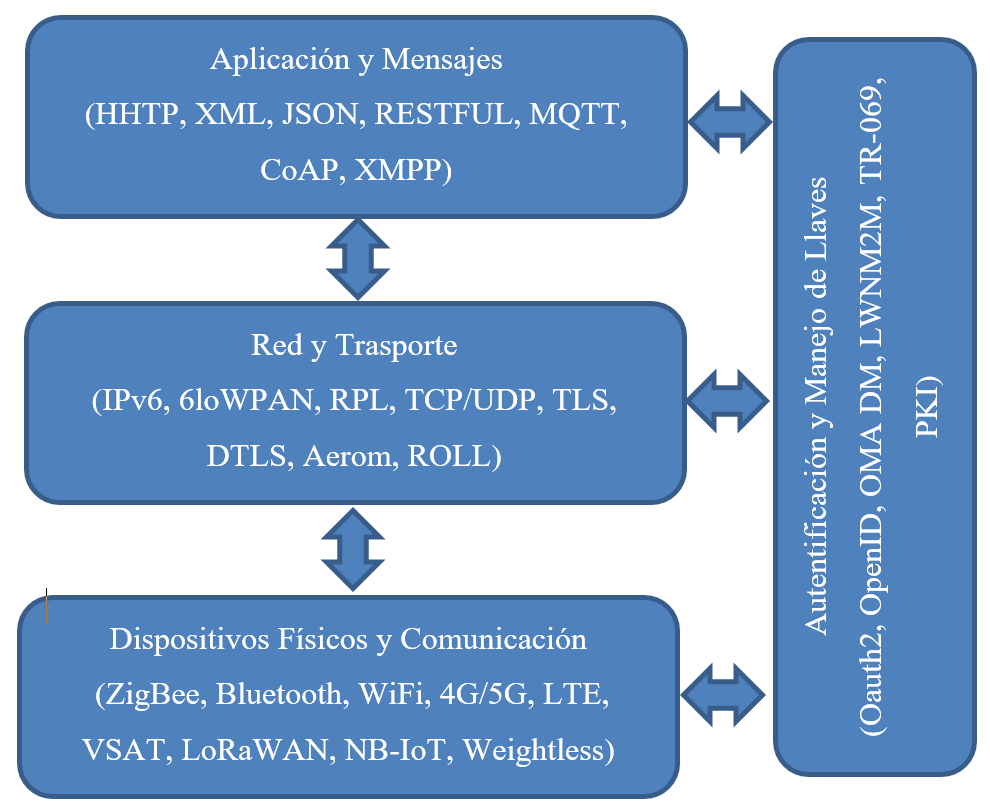 Aplicación y Mensajes
(HHTP, XML, JSON, RESTFUL, MQTT,
CoAP, XMPP)
Red y Trasporte
(IPv6, 6loWPAN, RPL, TCP/UDP, TLS,
DTLS, Aerom, ROLL)
Dispositivos Físicos y Comunicación
(ZigBee, Bluetooth, WiFi, 4G/5G, LTE,
VSAT, LoRaWAN, NB-IoT, Weightless)
Autentificación y Manejo de Llaves
(Oauth2, OpenID, OMA DM, LWNM2M, TR-069,
PKI)